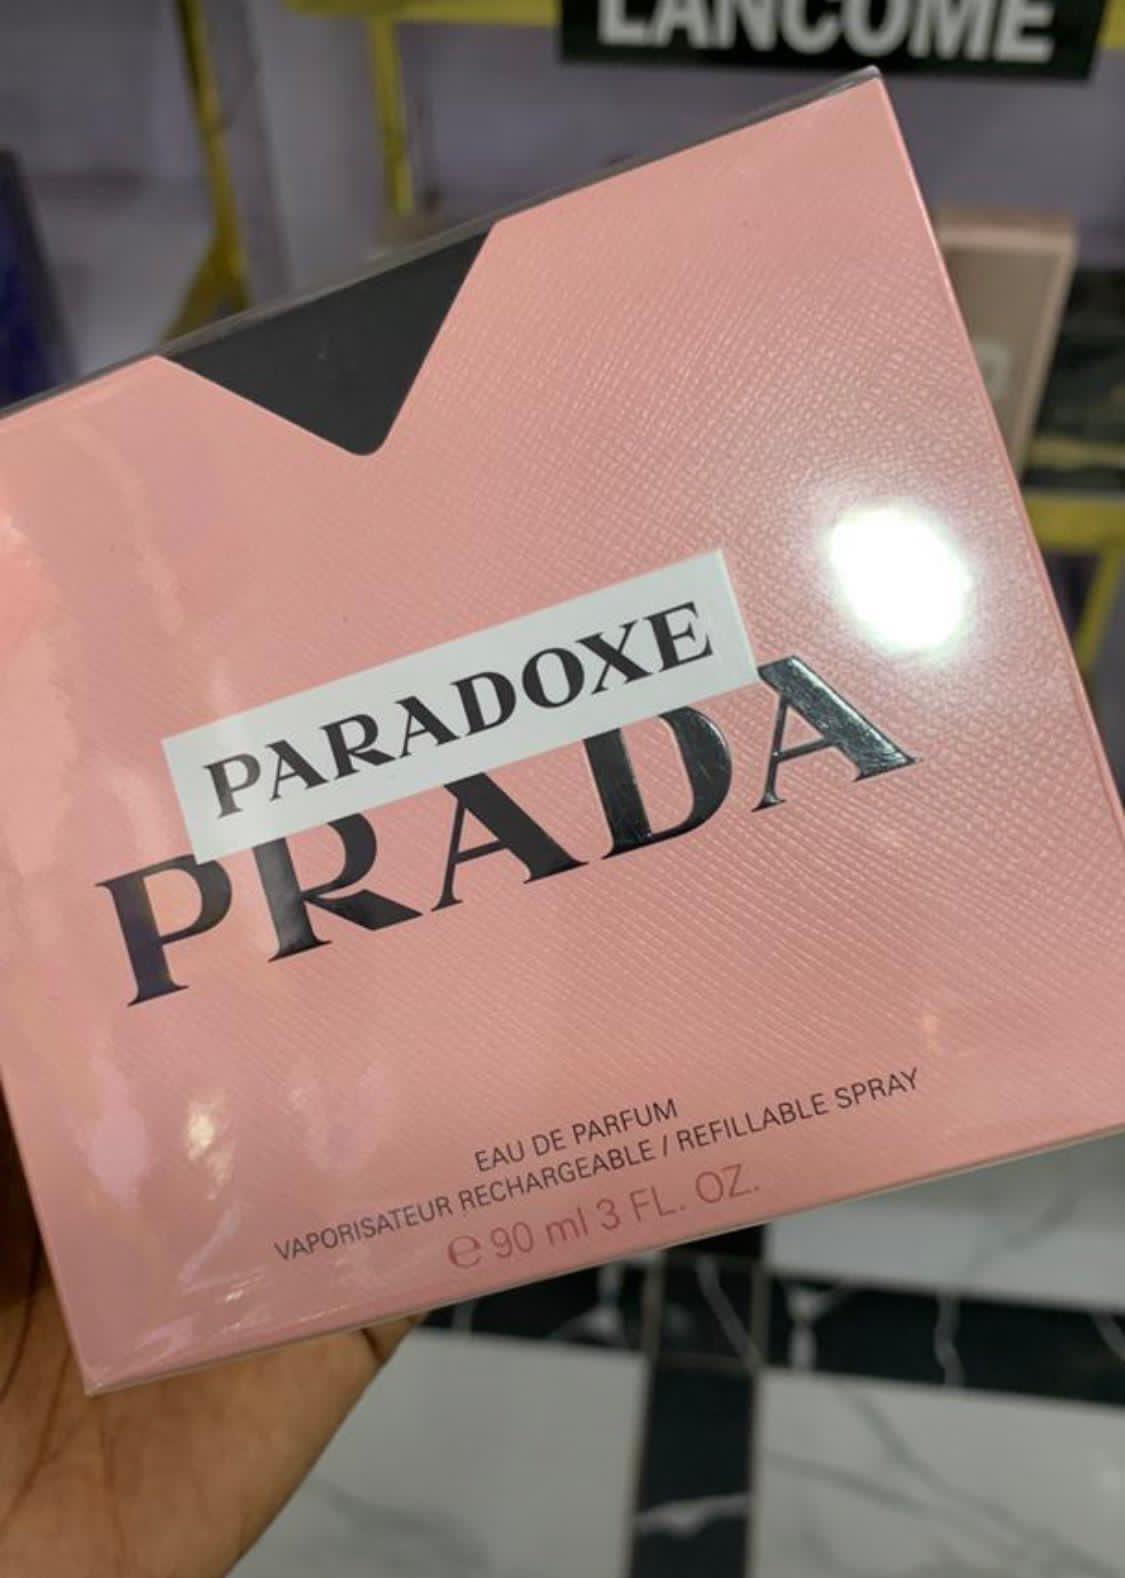 LANCOME
PARADOXE
PRADA
EAU DE PARFUM
VAPORISATEUR RECHARGEABLE / REFILLABLE SPRAY
℮ 90 ml 3 FL. OZ.